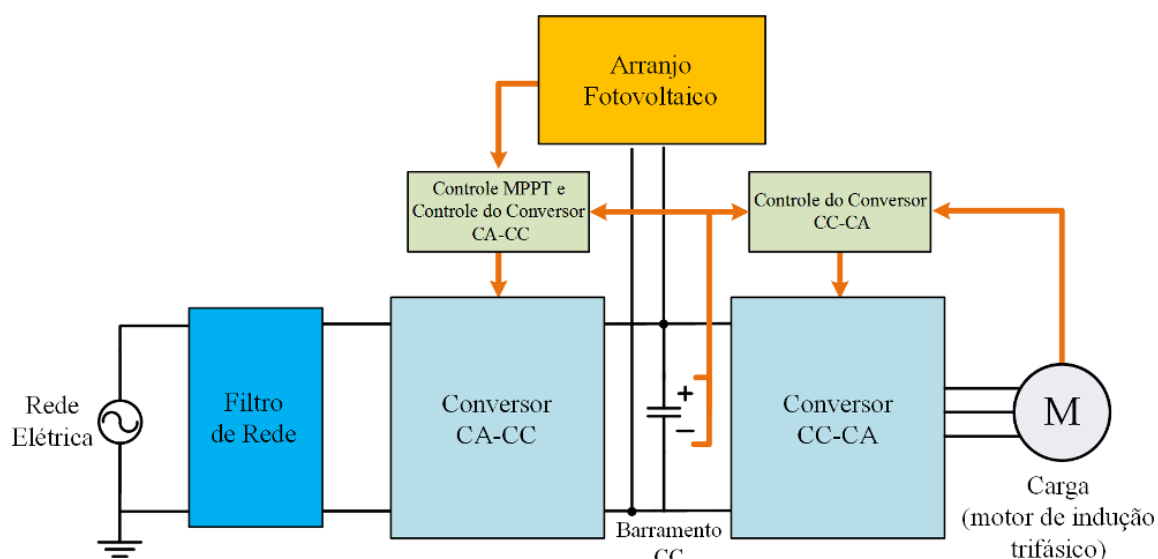 Arranjo
Fotovoltaico
Controle MPPT e
Controle do Conversor
CA-CC
Controle do Conversor
CC-CA
Rede
Elétrica
Filtro
de Rede
Conversor
CA-CC
+
−
Conversor
CC-CA
M
Barramento
CC
Carga
(motor de indução
trifásico)